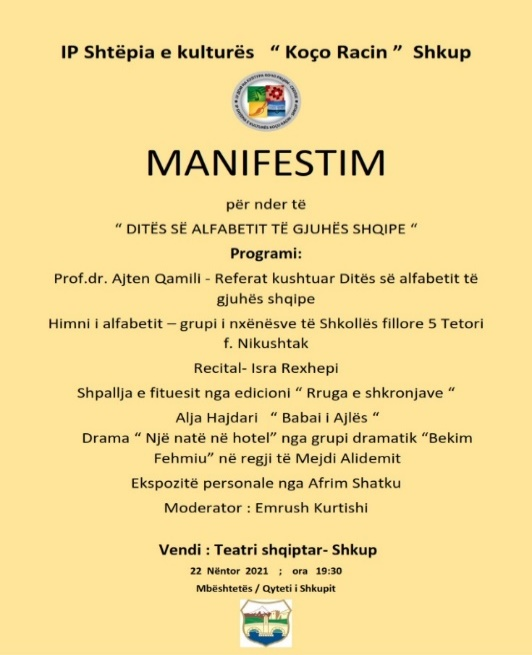 IP Shtëpia e kulturës “ Koço Racin ” Shkup
MANIFESTIM
për nder të
“ DITËS SË ALFABETIT TË GJUHËS SHQIPE “
Programi:
Prof.dr. Ajten Qamili - Referat kushtuar Ditës së alfabetit të
gjuhës shqipe
Himni i alfabetit – grupi i nxënësve të Shkollës fillore 5 Tetori
f. Nikushtak
Recital- Isra Rexhepi
Shpallja e fituesit nga edicioni “ Rruga e shkronjave “
Alja Hajdari “ Babai i Ajlës “
Drama “ Një natë në hotel” nga grupi dramatik “Bekim
Fehmiu” në regji të Mejdi Alidemit
Ekspozitë personale nga Afrim Shatku
Moderator : Emrush Kurtishi
Vendi : Teatri shqiptar- Shkup
22 Nëntor 2021 ; ora 19:30
Mbështetës / Qyteti i Shkupit